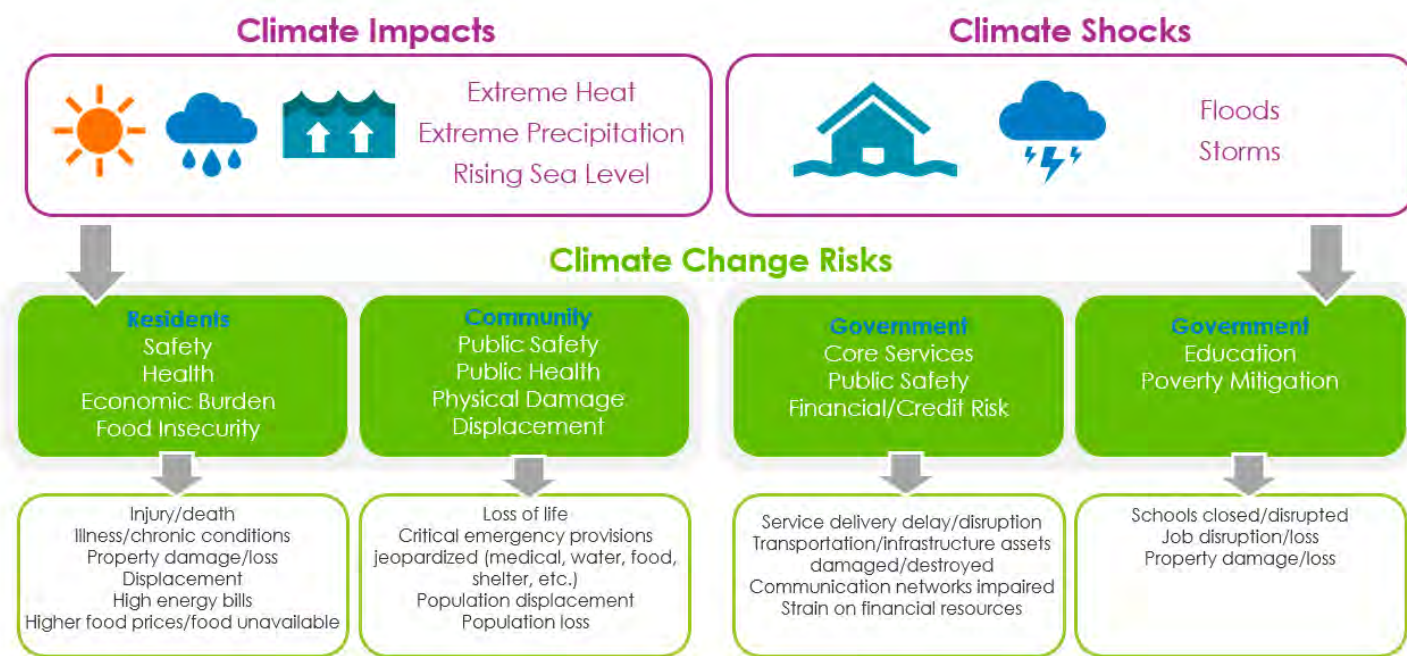 Climate Impacts
Extreme Heat
Extreme Precipitation
Rising Sea Level
Climate Shocks
Floods
Storms
Climate Change Risks
Residents
Safety
Health
Economic Burden
Food Insecurity
Community
Public Safety
Public Health
Physical Damage
Displacement
Government
Core Services
Public Safety
Financial/Credit Risk
Government
Education
Poverty Mitigation
Injury/death
Illness/chronic conditions
Property damage/loss
Displacement
High energy bills
Higher food prices/food unavailable
Loss of life
Critical emergency provisions
jeopardized (medical, water, food,
shelter, etc.)
Population displacement
Population loss
Service delivery delay/disruption
Transportation/infrastructure assets
damaged/destroyed
Communication networks impaired
Strain on financial resources
Schools closed/disrupted
Job disruption/loss
Property damage/loss